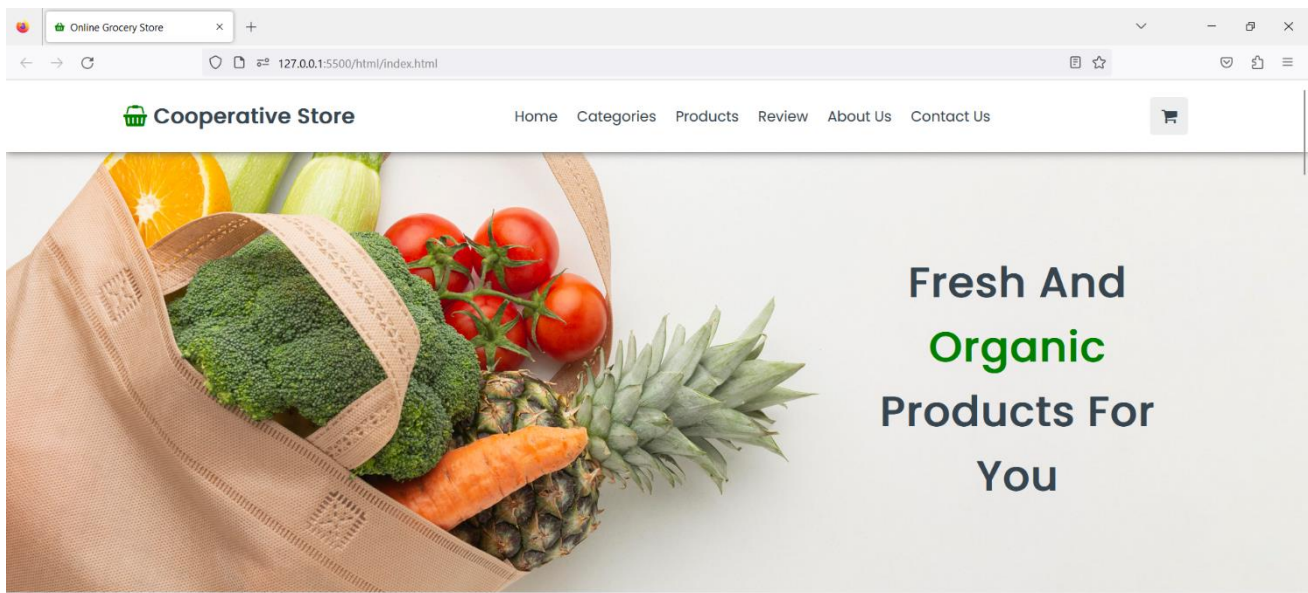 Online Grocery Store
127.0.0.1:5500/html/index.html
Cooperative Store
Home Categories Products Review About Us Contact Us
Fresh And
Organic
Products For
You